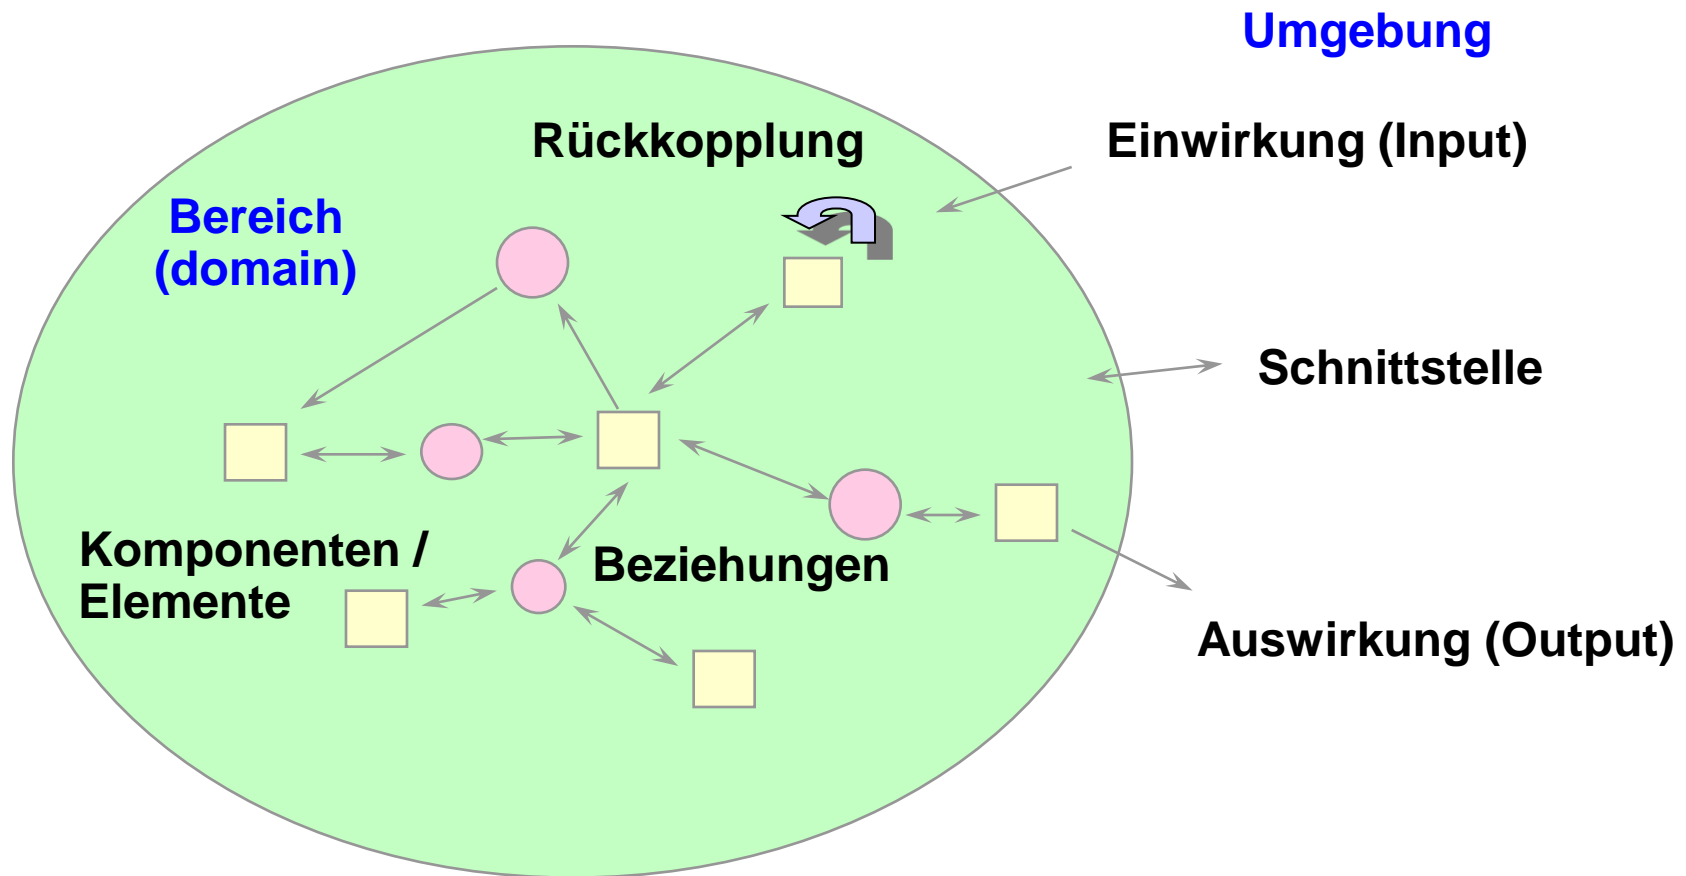 Umgebung
Rückkopplung
Einwirkung (Input)
Bereich
(domain)
Schnittstelle
Komponenten /
Elemente
Beziehungen
Auswirkung (Output)